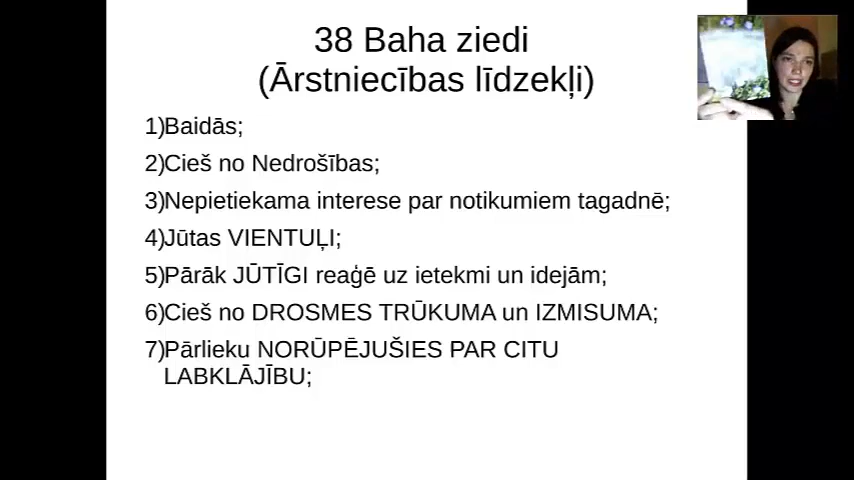 38 Baha ziedi
(Ārstniecības līdzekļi)
1)Baidās;
2)Cieš no Nedrošības;
3)Nepietiekama interese par notikumiem tagadnē;
4)Jūtas VIENTUĻI;
5)Pārāk JŪTĪGI reaģē uz ietekmi un idejām;
6)Cieš no DROSMES TRŪKUMA un IZMISUMA;
7)Pārlieku NORŪPĒJUŠIES PAR CITU
LABKLĀJĪBU;